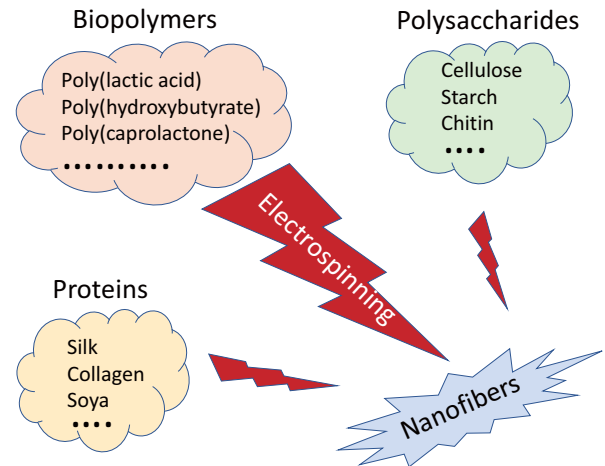 Biopolymers
Poly(lactic acid)
Poly(hydroxybutyrate)
Poly(caprolactone)
..........
Polysaccharides
Cellulose
Starch
Chitin
....
Electrospinning
Proteins
Silk
Collagen
Soya
....
Nanofibers